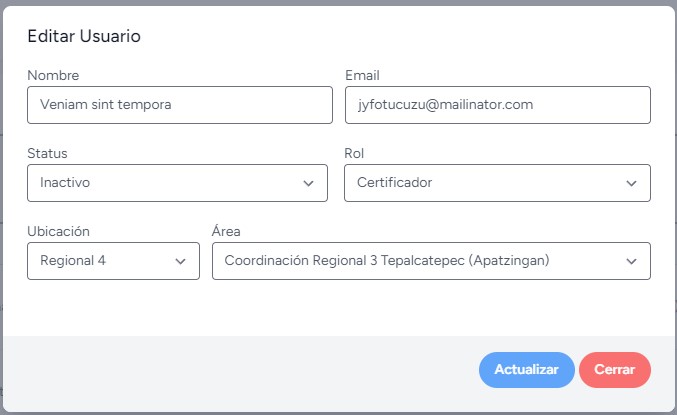 Editar Usuario
Nombre Email
Veniam sint tempora jyfotucuzu@mailinator.com
Status Rol
Inactivo Certificador
Ubicación Área
Regional 4 Coordinación Regional 3 Tepalcatepec (Apatzingan)
Actualizar Cerrar